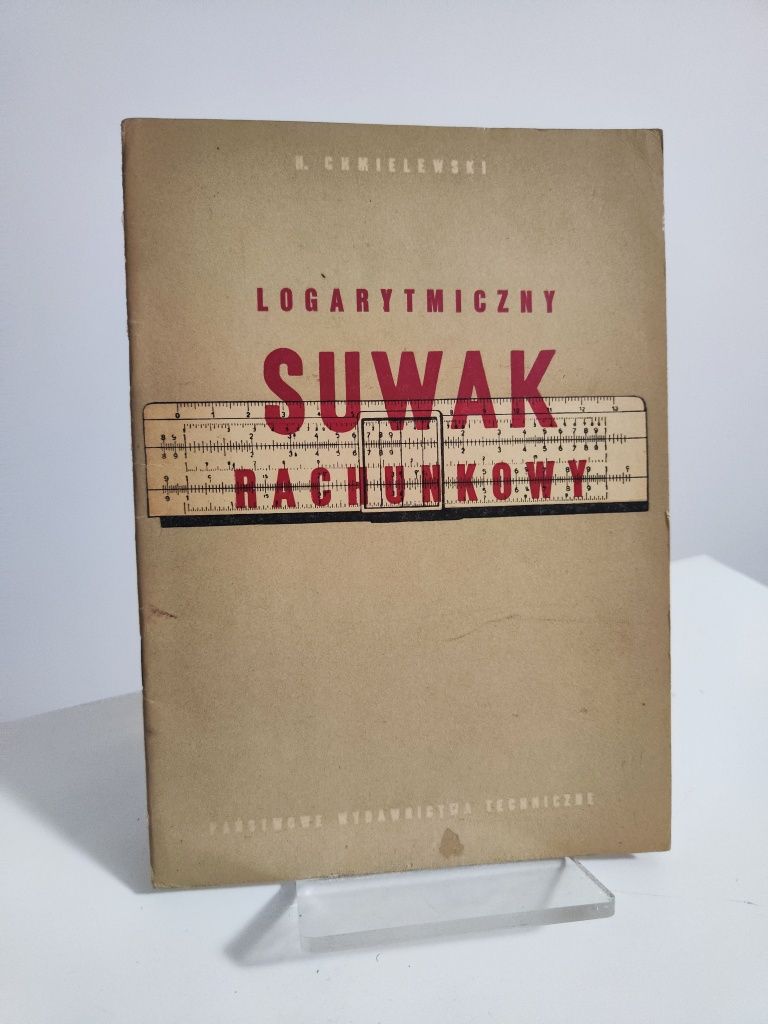 H. CHMIELEWSKI
LOGARYTMICZNY
SUWAK
RACHUNKOWY
PAŃSTWOWE WYDAWNICTWA TECHNICZNE